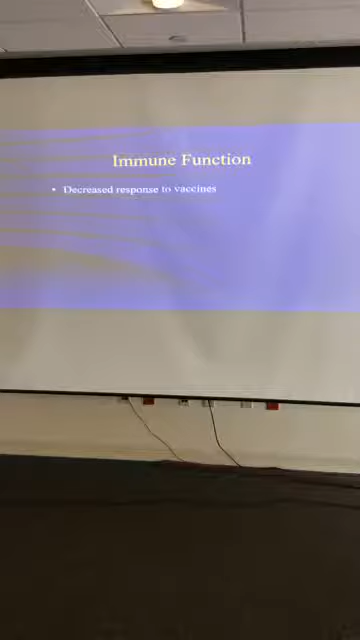 Immune Function
• Decreased response to vaccines